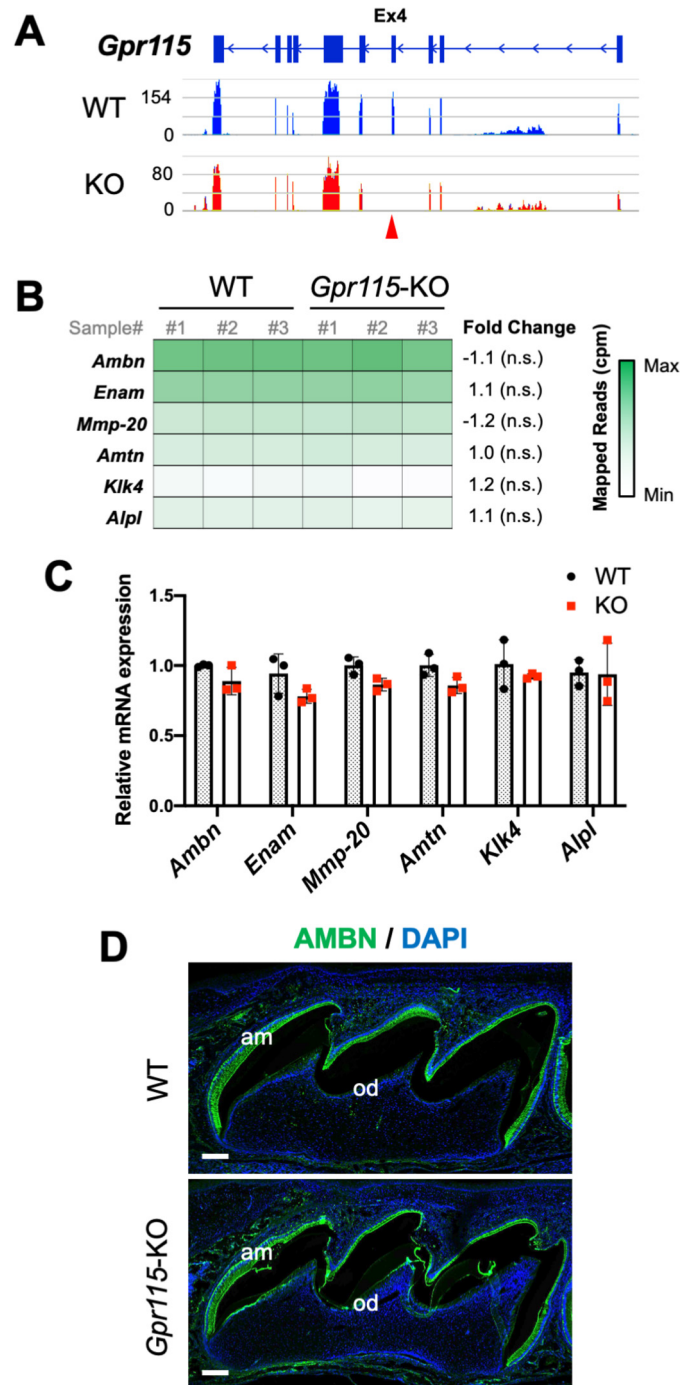 A
Ex4
Gpr115
WT
154
0
KO
80
0
B
WT Gpr115-KO
Sample# #1 #2 #3 #1 #2 #3 Fold Change
Ambn -1.1 (n.s.)
Enam 1.1 (n.s.)
Mmp-20 -1.2 (n.s.)
Amtn 1.0 (n.s.)
Klk4 1.2 (n.s.)
Alpl 1.1 (n.s.)
Mapped Reads (cpm)
Max
Min
C
Relative mRNA expression
1.5
1.0
0.5
0.0
WT
KO
Ambn Enam Mmp-20 Amtn Klk4 Alpl
D
AMBN / DAPI
WT
am
od
Gpr115-KO
am
od